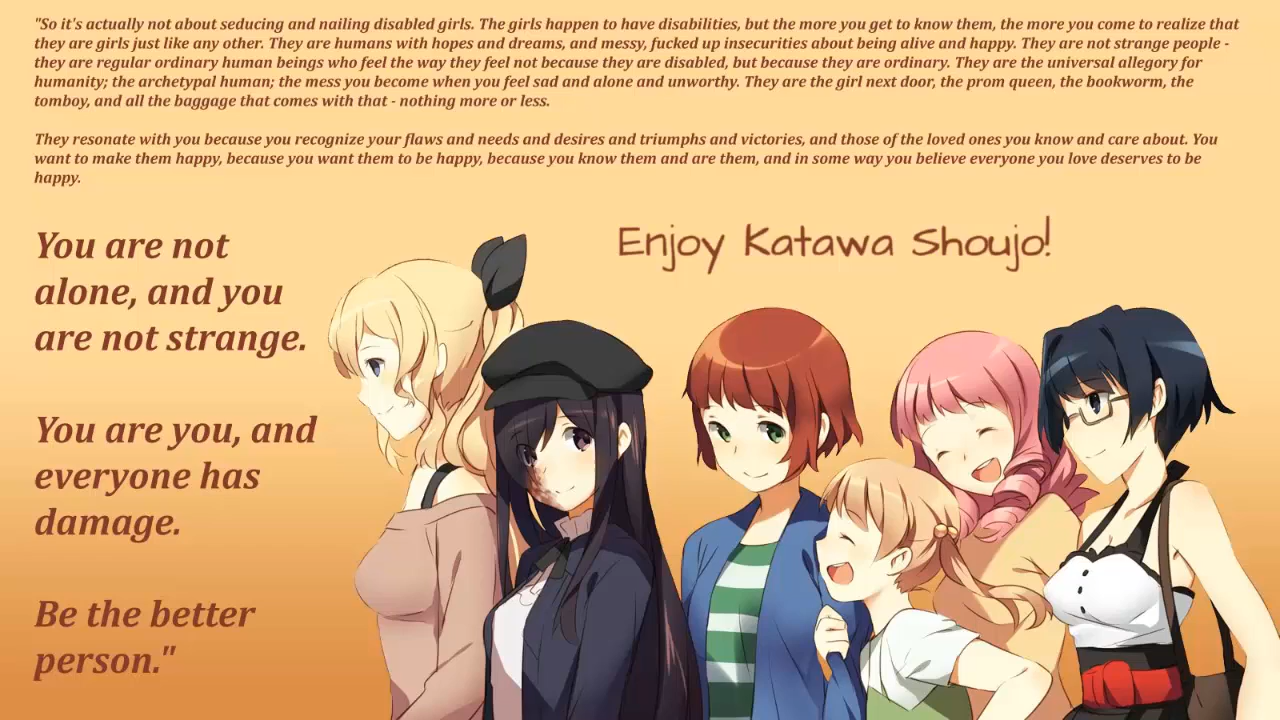 "So it's actually not about seducing and nailing disabled girls. The girls happen to have disabilities, but the more you get to know them, the more you come to realize that
they are girls just like any other. They are humans with hopes and dreams, and messy, fucked up insecurities about being alive and happy. They are not strange people -
they are regular ordinary human beings who feel the way they feel not because they are disabled, but because they are ordinary. They are the universal allegory for
humanity; the archetypal human; the mess you become when you feel sad and alone and unworthy. They are the girl next door, the prom queen, the bookworm, the
tomboy, and all the baggage that comes with that - nothing more or less.
They resonate with you because you recognize your flaws and needs and desires and triumphs and victories, and those of the loved ones you know and care about. You
want to make them happy, because you want them to be happy, because you know them and are them, and in some way you believe everyone you love deserves to be
happy.
Enjoy Katawa Shoujo!
You are not
alone, and you
are not strange.
You are you, and
everyone has
damage.
Be the better
person."